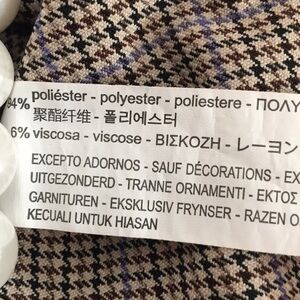 94% poliéster - polyester - poliestere - ΠΟΛΥ
聚酯纤维 - 폴리에스터
6% viscosa - viscose - ΒΙΣΚΟΖΗ - レーヨン
EXCEPTO ADORNOS - SAUF DÉCORATIONS - EX
UITGEZONDERD - TRANNE ORNAMENTI - ΕΚΤΟΣ
GARNITUREN - EKSKLUSIV FRYNSER - RAZEN O
KECUALI UNTUK HIASAN